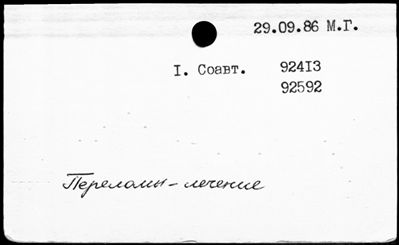 29.09.86 М.Г.
I. Соавт. 92413
92592
Переломы - лечение